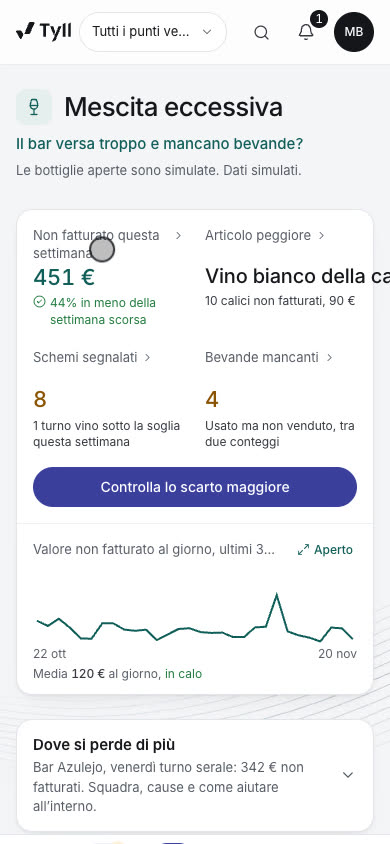 Tyll
Tutti i punti ve...
1
MB
Mescita eccessiva
Il bar versa troppo e mancano bevande?
Le bottiglie aperte sono simulate. Dati simulati.
Non fatturato questa
settimana
Articolo peggiore
451 €
Vino bianco della ca
44% in meno della
settimana scorsa
10 calici non fatturati, 90 €
Schemi segnalati
Bevande mancanti
8
4
1 turno vino sotto la soglia
questa settimana
Usato ma non venduto, tra
due conteggi
Controlla lo scarto maggiore
Valore non fatturato al giorno, ultimi 3...
Aperto
22 ott
20 nov
Media 120 € al giorno, in calo
Dove si perde di più
Bar Azulejo, venerdì turno serale: 342 € non
fatturati. Squadra, cause e come aiutare
all’interno.